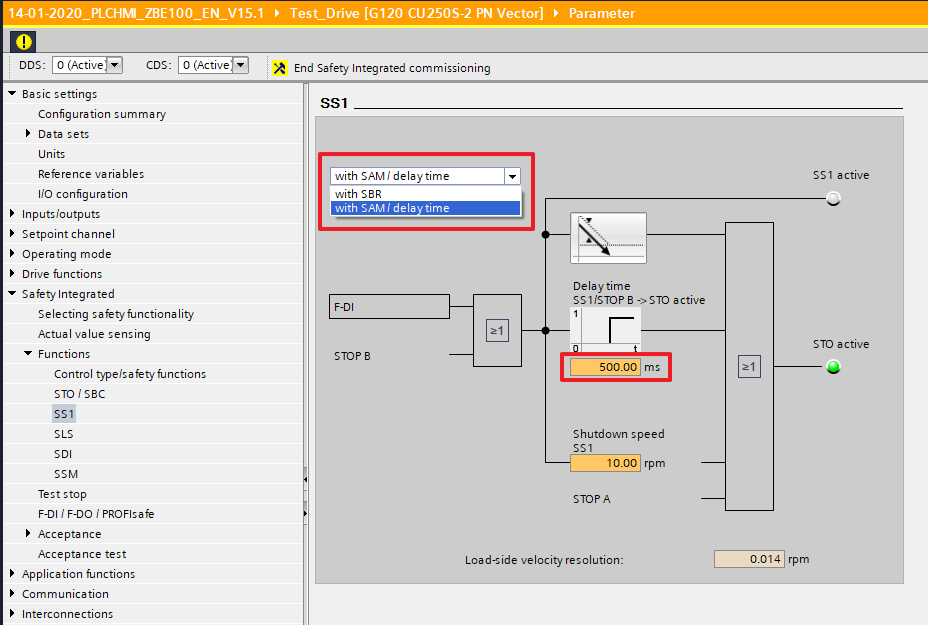 14-01-2020_PLCHMI_ZBE100_EN_V15.1 Test_Drive [G120 CU250S-2 PN Vector] Parameter
DDS: 0 (Active) CDS: 0 (Active) End Safety Integrated commissioning
Basic settings
Configuration summary
Data sets
Units
Reference variables
I/O configuration
Inputs/outputs
Setpoint channel
Operating mode
Drive functions
Safety Integrated
Selecting safety functionality
Actual value sensing
Functions
Control type/safety functions
STO / SBC
SS1
SLS
SDI
SSM
Test stop
F-DI / F-DO / PROFIsafe
Acceptance
Acceptance test
Application functions
Communication
Interconnections
SS1
with SAM / delay time
with SBR
with SAM / delay time
SS1 active
F-DI
STOP B
≥1
Delay time
SS1/STOP B -> STO active
1
0 t
500.00 ms
Shutdown speed
SS1
10.00 rpm
STOP A
≥1
STO active
Load-side velocity resolution: 0.014 rpm